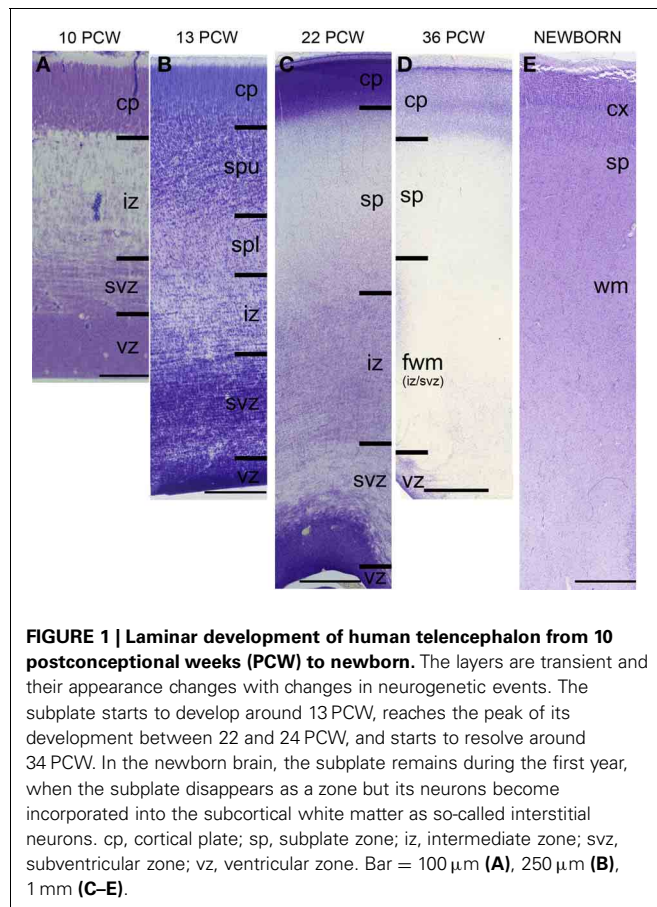 10 PCW 13 PCW 22 PCW 36 PCW NEWBORN
A B C D E
cp cp cp cp cx
iz spu sp sp sp
svz spl iz fwm wm
vz iz svz (iz/svz)
svz vz vz
vz
FIGURE 1 | Laminar development of human telencephalon from 10
postconceptional weeks (PCW) to newborn. The layers are transient and
their appearance changes with changes in neurogenetic events. The
subplate starts to develop around 13 PCW, reaches the peak of its
development between 22 and 24 PCW, and starts to resolve around
34 PCW. In the newborn brain, the subplate remains during the first year,
when the subplate disappears as a zone but its neurons become
incorporated into the subcortical white matter as so-called interstitial
neurons. cp, cortical plate; sp, subplate zone; iz, intermediate zone; svz,
subventricular zone; vz, ventricular zone. Bar = 100 μm (A), 250 μm (B),
1 mm (C–E).